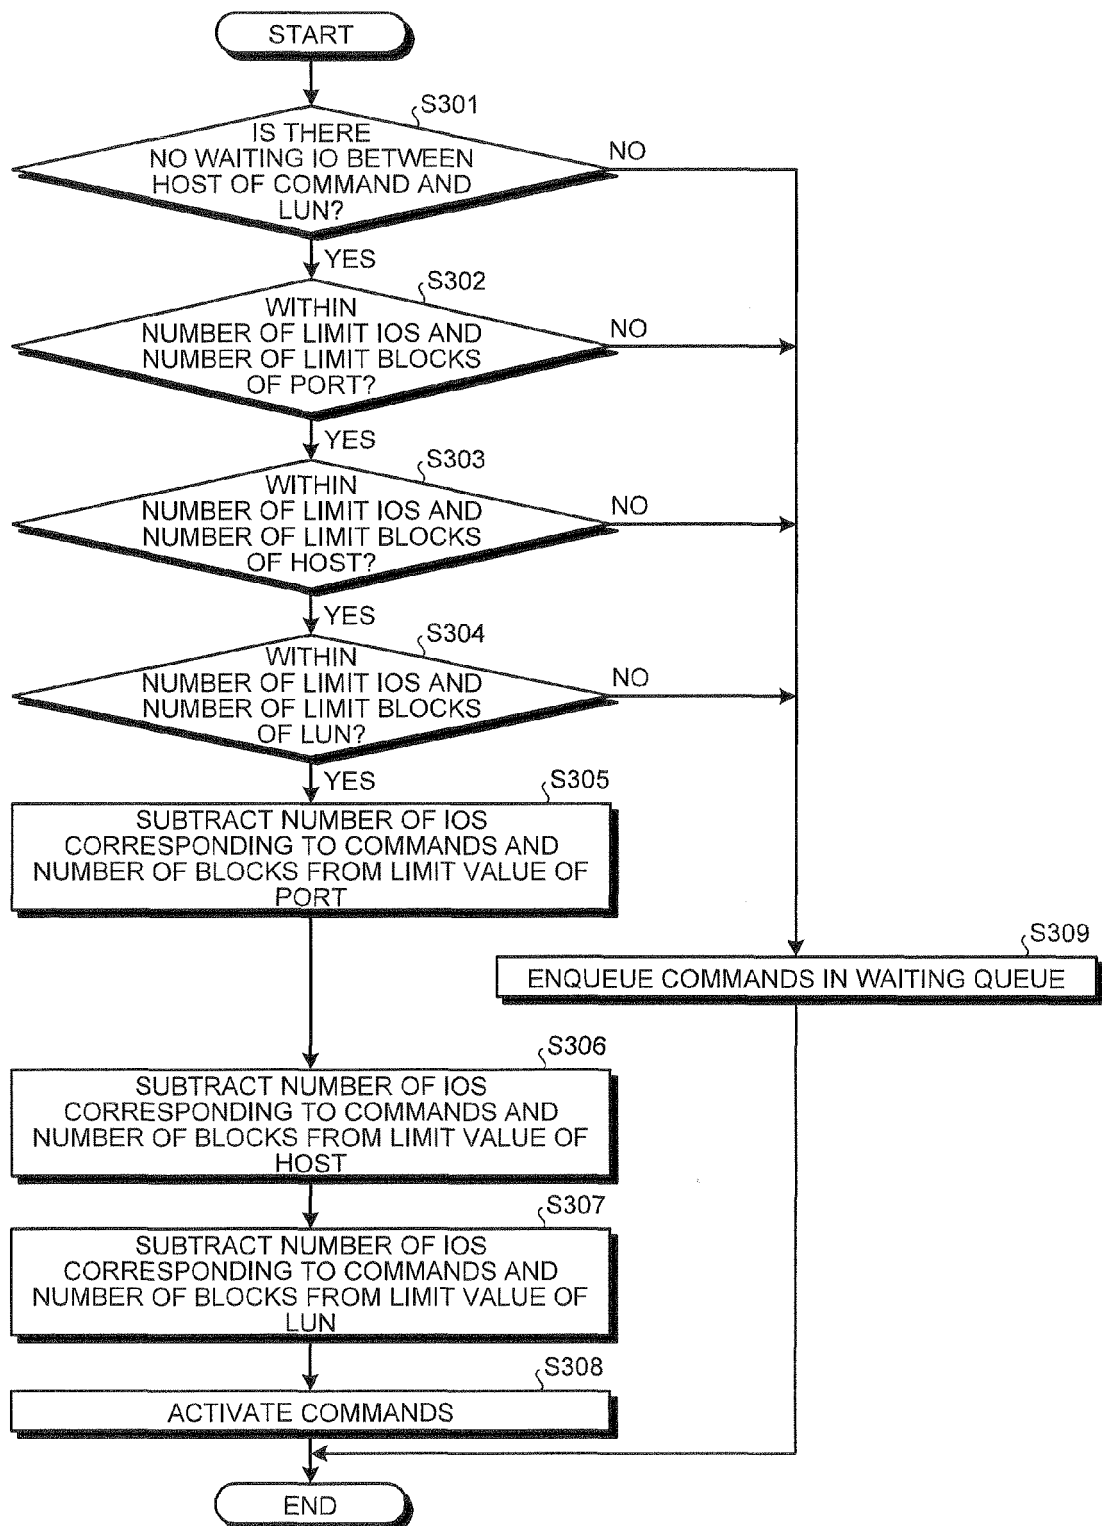 START
S301
IS THERE
NO WAITING IO BETWEEN
HOST OF COMMAND AND
LUN?
NO
YES
S302
WITHIN
NUMBER OF LIMIT IOS AND
NUMBER OF LIMIT BLOCKS
OF PORT?
NO
YES
S303
WITHIN
NUMBER OF LIMIT IOS AND
NUMBER OF LIMIT BLOCKS
OF HOST?
NO
YES
S304
WITHIN
NUMBER OF LIMIT IOS AND
NUMBER OF LIMIT BLOCKS
OF LUN?
NO
YES
S305
SUBTRACT NUMBER OF IOS
CORRESPONDING TO COMMANDS AND
NUMBER OF BLOCKS FROM LIMIT VALUE OF
PORT
S309
ENQUEUE COMMANDS IN WAITING QUEUE
S306
SUBTRACT NUMBER OF IOS
CORRESPONDING TO COMMANDS AND
NUMBER OF BLOCKS FROM LIMIT VALUE OF
HOST
S307
SUBTRACT NUMBER OF IOS
CORRESPONDING TO COMMANDS AND
NUMBER OF BLOCKS FROM LIMIT VALUE OF
LUN
S308
ACTIVATE COMMANDS
END